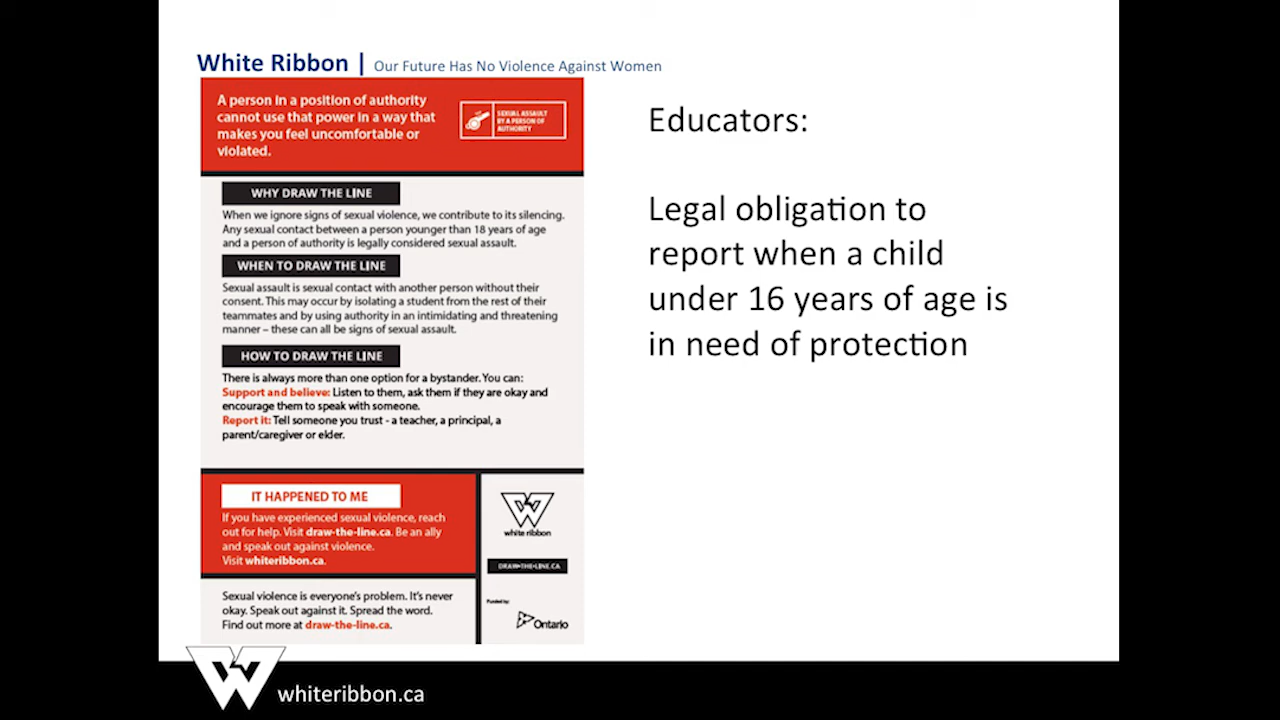 White Ribbon | Our Future Has No Violence Against Women
A person in a position of authority
cannot use that power in a way that
makes you feel uncomfortable or
violated.
SEXUAL ASSAULT
BY A PERSON OF
AUTHORITY
WHY DRAW THE LINE
When we ignore signs of sexual violence, we contribute to its silencing.
Any sexual contact between a person younger than 18 years of age
and a person of authority is legally considered sexual assault.
WHEN TO DRAW THE LINE
Sexual assault is sexual contact with another person without their
consent. This may occur by isolating a student from the rest of their
teammates and by using authority in an intimidating and threatening
manner – these can all be signs of sexual assault.
HOW TO DRAW THE LINE
There is always more than one option for a bystander. You can:
Support and believe: Listen to them, ask them if they are okay and
encourage them to speak with someone.
Report it: Tell someone you trust - a teacher, a principal, a
parent/caregiver or elder.
IT HAPPENED TO ME
If you have experienced sexual violence, reach
out for help. Visit draw-the-line.ca. Be an ally
and speak out against violence.
Visit whiteribbon.ca.
Sexual violence is everyone's problem. It's never
okay. Speak out against it. Spread the word.
Find out more at draw-the-line.ca.
white ribbon
DRAW-THE-LINE.CA
Funded by:
Ontario
Educators:
Legal obligation to
report when a child
under 16 years of age is
in need of protection
whiteribbon.ca